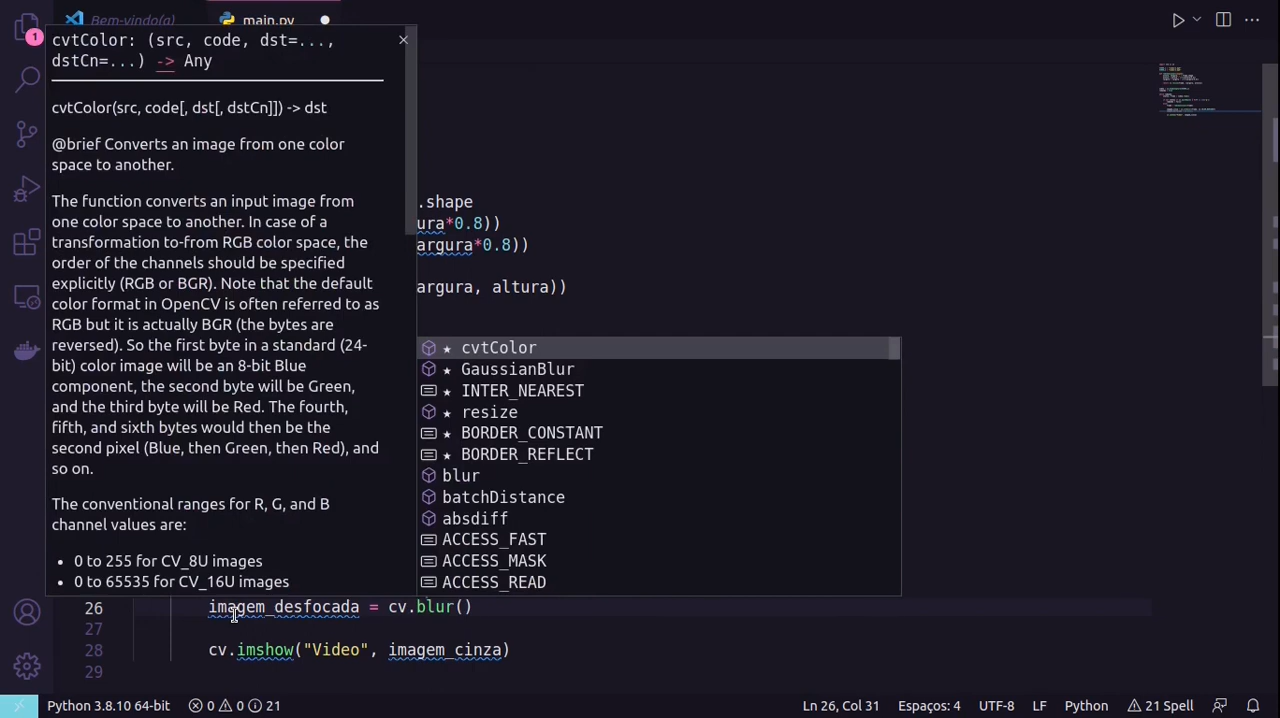 Bem-vindo(a)
main.py
1
cvtColor: (src, code, dst=...,
dstCn=...) -> Any
cvtColor(src, code[, dst[, dstCn]]) -> dst
@brief Converts an image from one color
space to another.
The function converts an input image from
one color space to another. In case of a
transformation to-from RGB color space, the
order of the channels should be specified
explicitly (RGB or BGR). Note that the default
color format in OpenCV is often referred to as
RGB but it is actually BGR (the bytes are
reversed). So the first byte in a standard (24-
bit) color image will be an 8-bit Blue
component, the second byte will be Green,
and the third byte will be Red. The fourth,
fifth, and sixth bytes would then be the
second pixel (Blue, then Green, then Red), and
so on.
The conventional ranges for R, G, and B
channel values are:
• 0 to 255 for CV_8U images
• 0 to 65535 for CV_16U images
.shape
ura*0.8))
argura*0.8))
argura, altura))
★ cvtColor
★ GaussianBlur
★ INTER_NEAREST
★ resize
★ BORDER_CONSTANT
★ BORDER_REFLECT
blur
batchDistance
absdiff
ACCESS_FAST
ACCESS_MASK
ACCESS_READ
26 imagem_desfocada = cv.blur()
27
28 cv.imshow("Video", imagem_cinza)
29
Python 3.8.10 64-bit 0 0 21 Ln 26, Col 31 Espaços: 4 UTF-8 LF Python 21 Spell